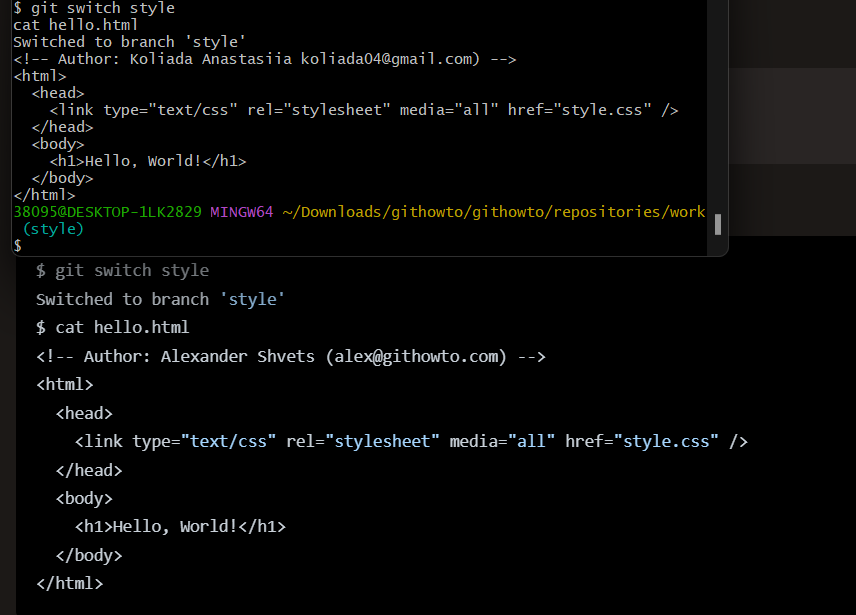 $ git switch style
cat hello.html
Switched to branch 'style'
<!-- Author: Koliada Anastasiia koliada04@gmail.com) -->
<html>
  <head>
    <link type="text/css" rel="stylesheet" media="all" href="style.css" />
  </head>
  <body>
    <h1>Hello, World!</h1>
  </body>
</html>
38095@DESKTOP-1LK2829 MINGW64 ~/Downloads/githowto/githowto/repositories/work
 (style)
$
$ git switch style
Switched to branch 'style'
$ cat hello.html
<!-- Author: Alexander Shvets (alex@githowto.com) -->
<html>
  <head>
    <link type="text/css" rel="stylesheet" media="all" href="style.css" />
  </head>
  <body>
    <h1>Hello, World!</h1>
  </body>
</html>